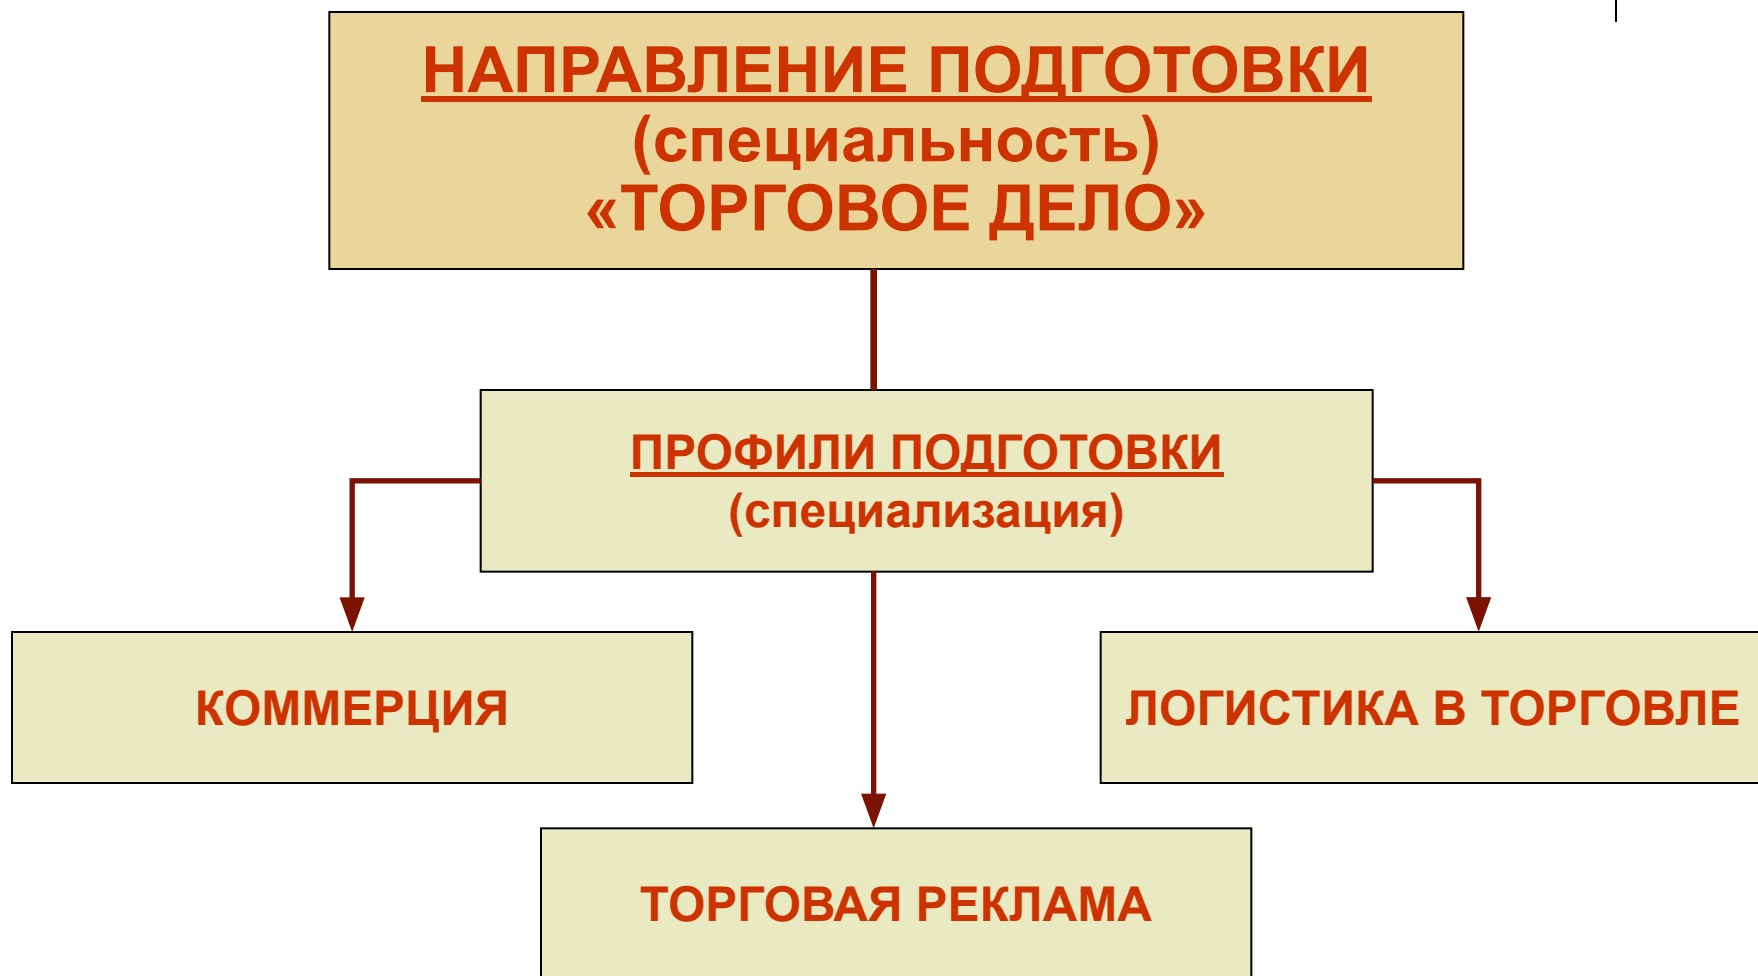 НАПРАВЛЕНИЕ ПОДГОТОВКИ
(специальность)
«ТОРГОВОЕ ДЕЛО»
ПРОФИЛИ ПОДГОТОВКИ
(специализация)
КОММЕРЦИЯ
ЛОГИСТИКА В ТОРГОВЛЕ
ТОРГОВАЯ РЕКЛАМА